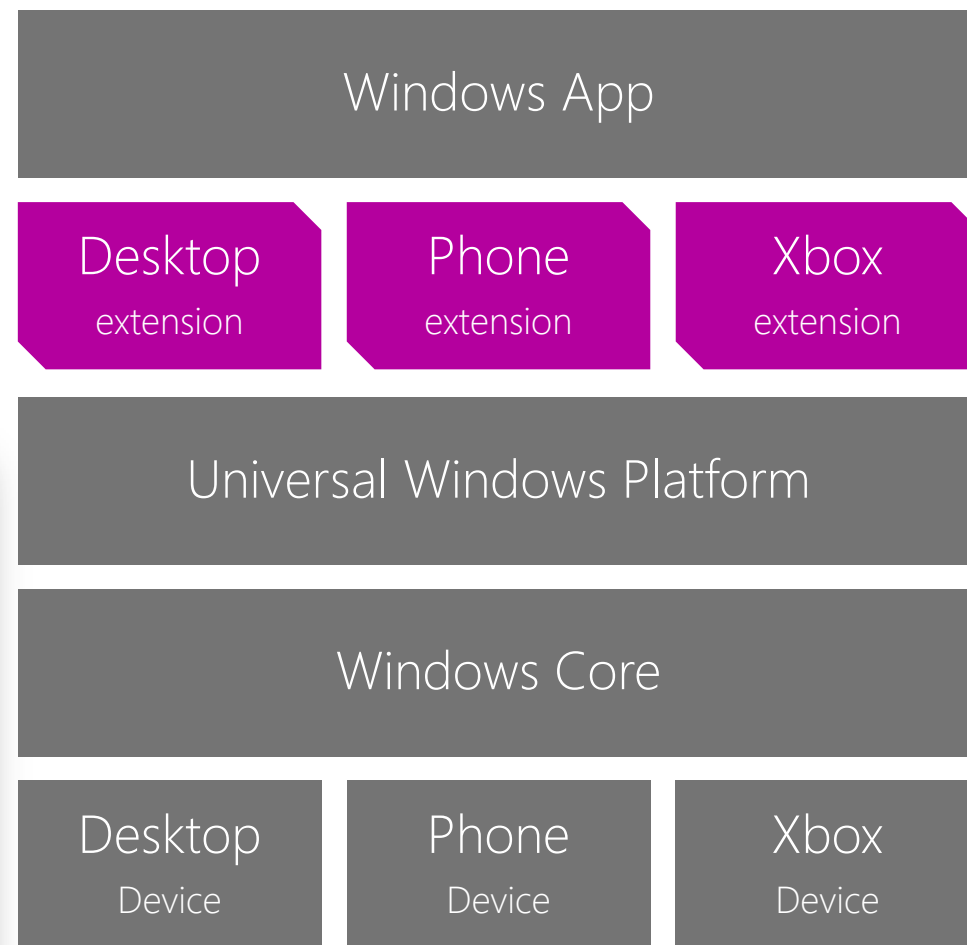 Windows App
Desktop
extension
Phone
extension
Xbox
extension
Universal Windows Platform
Windows Core
Desktop
Device
Phone
Device
Xbox
Device